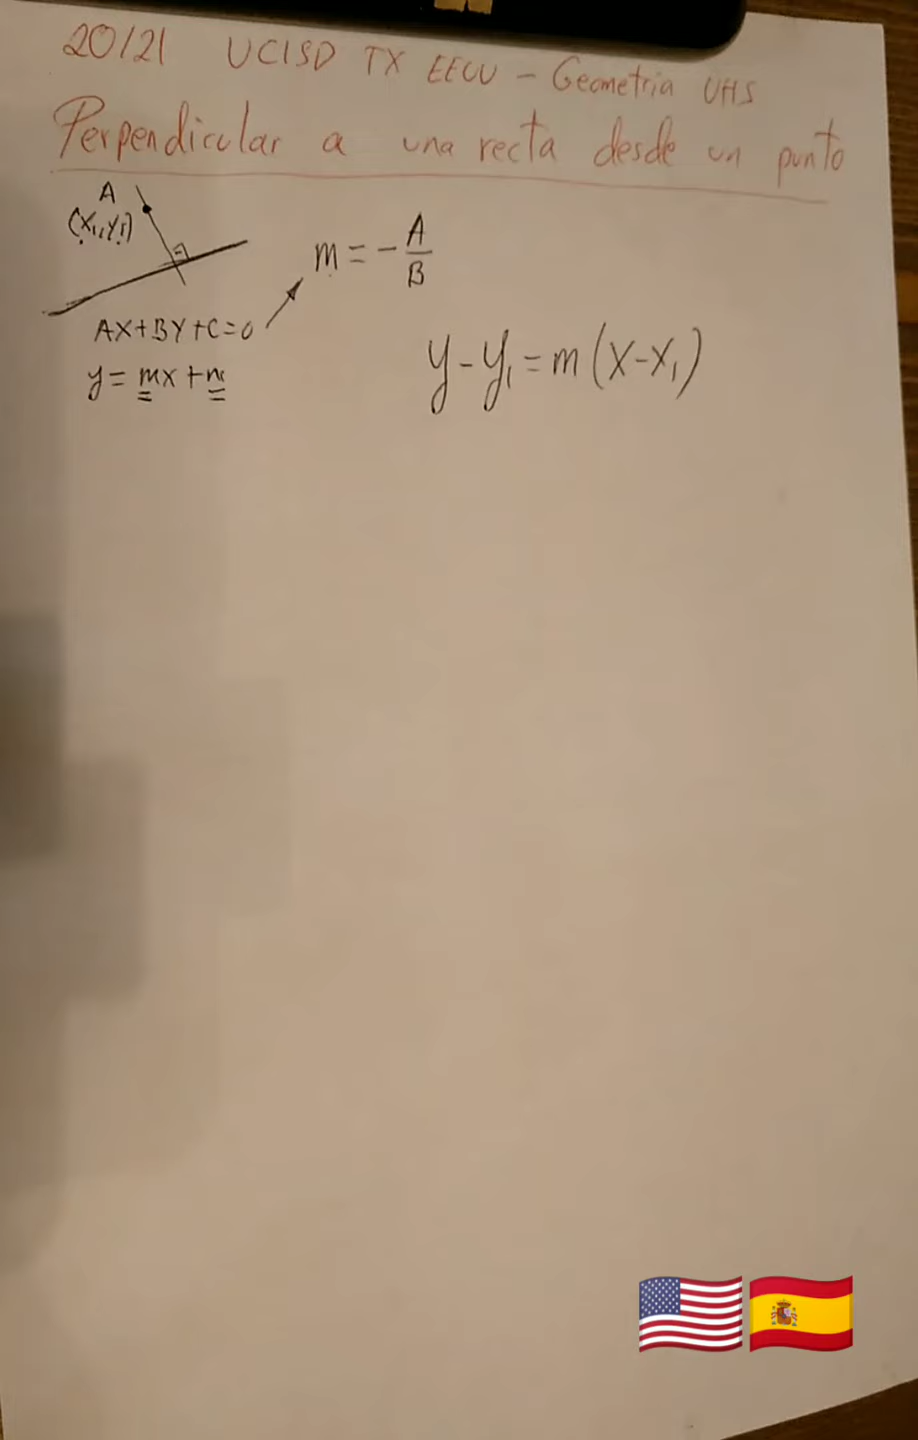 20/21 UCISD TX EEUU - Geometria UHS
Perpendicular a una recta desde un punto
A
(X₁,Y₁)
m = - A/B
AX+BY+C=0
y = mx + n
y - y₁ = m (x - x₁)